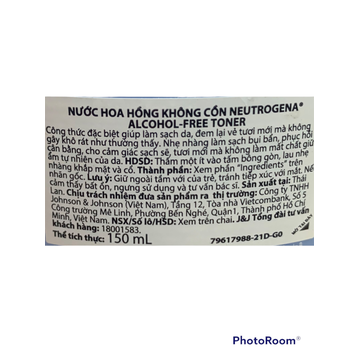 NƯỚC HOA HỒNG KHÔNG CỒN NEUTROGENA®
ALCOHOL-FREE TONER
Công thức đặc biệt giúp làm sạch da, đem lại vẻ tươi mới mà không
gây khô rát như thường thấy. Nhẹ nhàng làm sạch bụi bẩn, phục hồi
cân bằng, cho cảm giác sạch sẽ, tươi mới mà không làm mất chất giữ
ẩm tự nhiên của da. HDSD: Thấm một ít vào tấm bông gòn, lau nhẹ
nhàng khắp mặt và cổ. Thành phần: Xem phần "Ingredients" trên
nhãn gốc. Lưu ý: Giữ ngoài tầm với của trẻ, tránh tiếp xúc với mắt. Nếu
cảm thấy bất ổn, ngưng sử dụng và tư vấn bác sĩ. Sản xuất tại: Thái
Lan. Chịu trách nhiệm đưa sản phẩm ra thị trường: Công ty TNHH
Johnson & Johnson (Việt Nam), Tầng 12, Tòa nhà Vietcombank, Số 5
Công trường Mê Linh, Phường Bến Nghé, Quận1, Thành phố Hồ Chí
Minh, Việt Nam. NSX/Số lô/HSD: Xem trên chai. J&J Tổng đài tư vấn
khách hàng: 18001583.
Thể tích thực: 150 mL
79617988-21D-G0
PhotoRoom